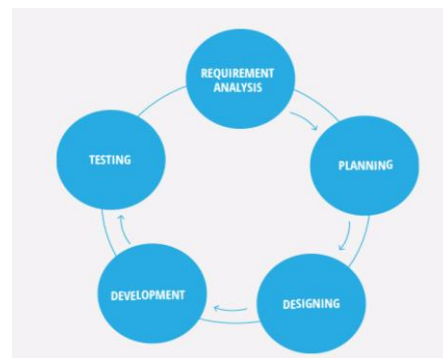 REQUIREMENT
ANALYSIS
PLANNING
DESIGNING
DEVELOPMENT
TESTING